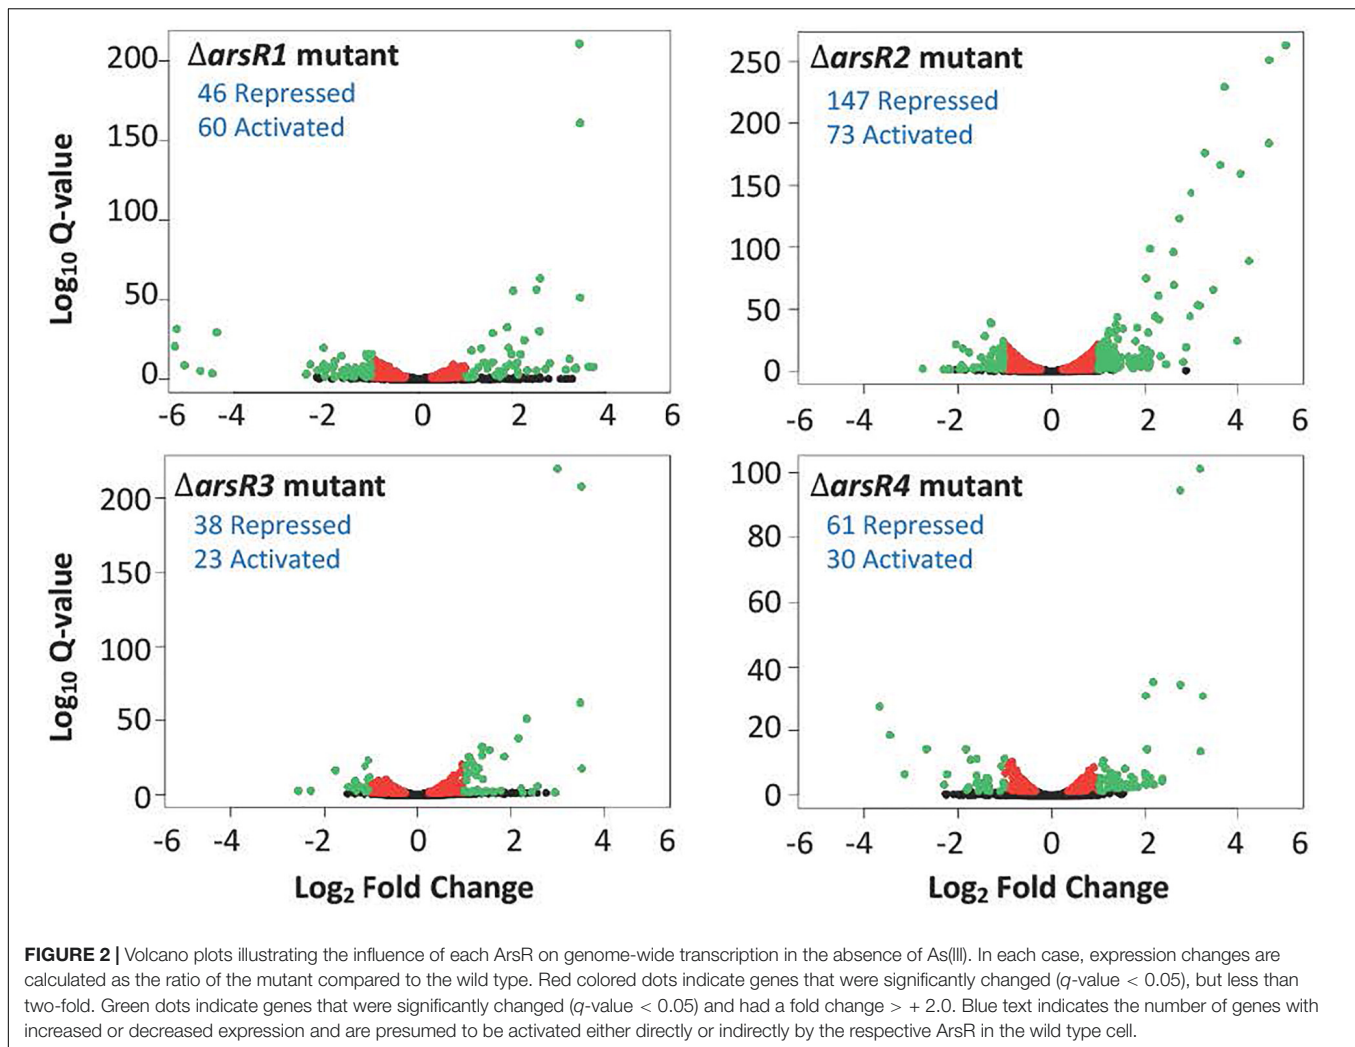 ΔarsR1 mutant
46 Repressed
60 Activated
Log10 Q-value
200
150
100
50
0
-6 -4 -2 0 2 4 6
ΔarsR2 mutant
147 Repressed
73 Activated
250
200
150
100
50
0
-6 -4 -2 0 2 4 6
ΔarsR3 mutant
38 Repressed
23 Activated
Log10 Q-value
200
150
100
50
0
-6 -4 -2 0 2 4 6
Log2 Fold Change
ΔarsR4 mutant
61 Repressed
30 Activated
100
80
60
40
20
0
-6 -4 -2 0 2 4 6
Log2 Fold Change
FIGURE 2 | Volcano plots illustrating the influence of each ArsR on genome-wide transcription in the absence of As(III). In each case, expression changes are
calculated as the ratio of the mutant compared to the wild type. Red colored dots indicate genes that were significantly changed (q-value < 0.05), but less than
two-fold. Green dots indicate genes that were significantly changed (q-value < 0.05) and had a fold change > + 2.0. Blue text indicates the number of genes with
increased or decreased expression and are presumed to be activated either directly or indirectly by the respective ArsR in the wild type cell.